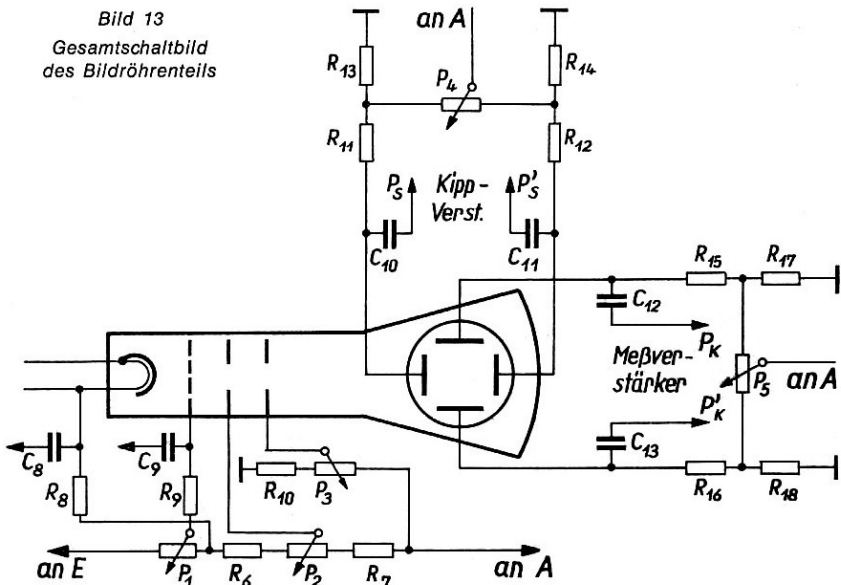 Bild 13
Gesamtschaltbild
des Bildröhrenteils
an A
R13
P4
R14
R11
R12
Ps
Kipp-
Verst.
P's
C10
C11
R15
R17
C12
PK
Meßver-
stärker
P5
an A
P'K
C13
R16
R18
C8
C9
R8
R9
R10
P3
an E
P1
R6
P2
R7
an A